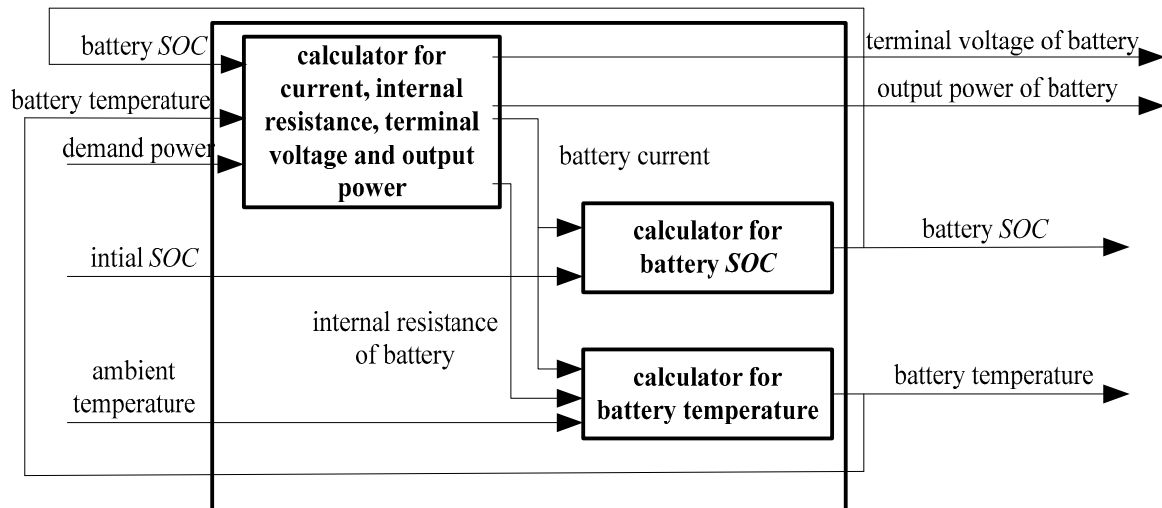 battery SOC
battery temperature
demand power
calculator for
current, internal
resistance, terminal
voltage and output
power
terminal voltage of battery
output power of battery
battery current
calculator for
battery SOC
battery SOC
intial SOC
internal resistance
of battery
ambient
temperature
calculator for
battery temperature
battery temperature